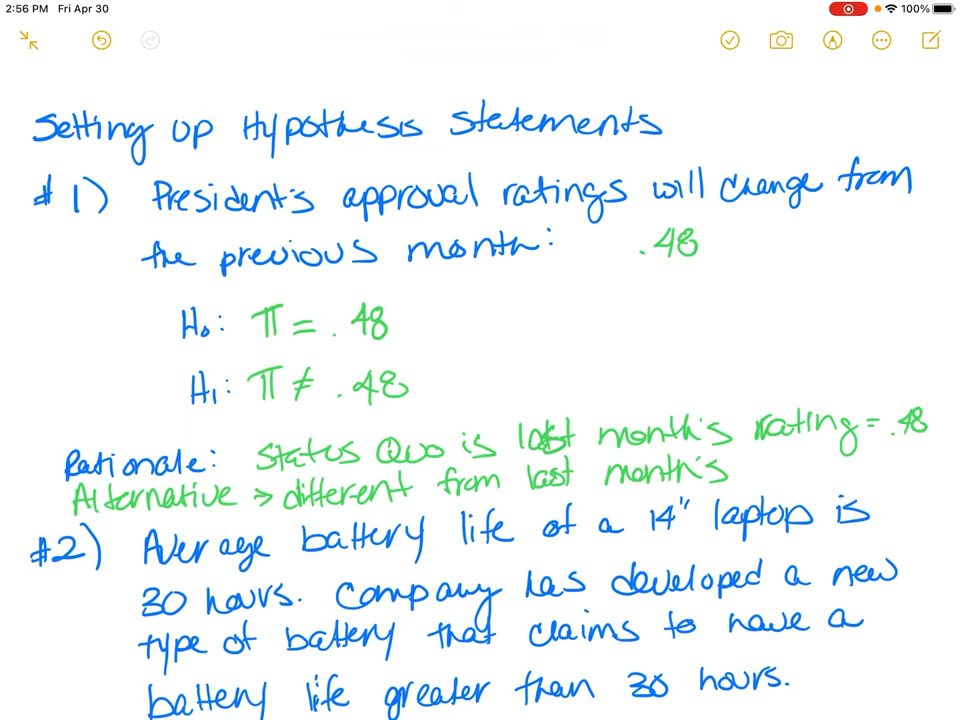 2:56 PM Fri Apr 30
100%
Setting up Hypothesis Statements
#1) President's approval ratings will change from
the previous month: .48
H₀: π = .48
H₁: π ≠ .48
Rationale: Status Quo is last month's rating = .48
Alternative → different from last month's
#2) Average battery life of a 14" laptop is
30 hours. Company has developed a new
type of battery that claims to have a
battery life greater than 30 hours.